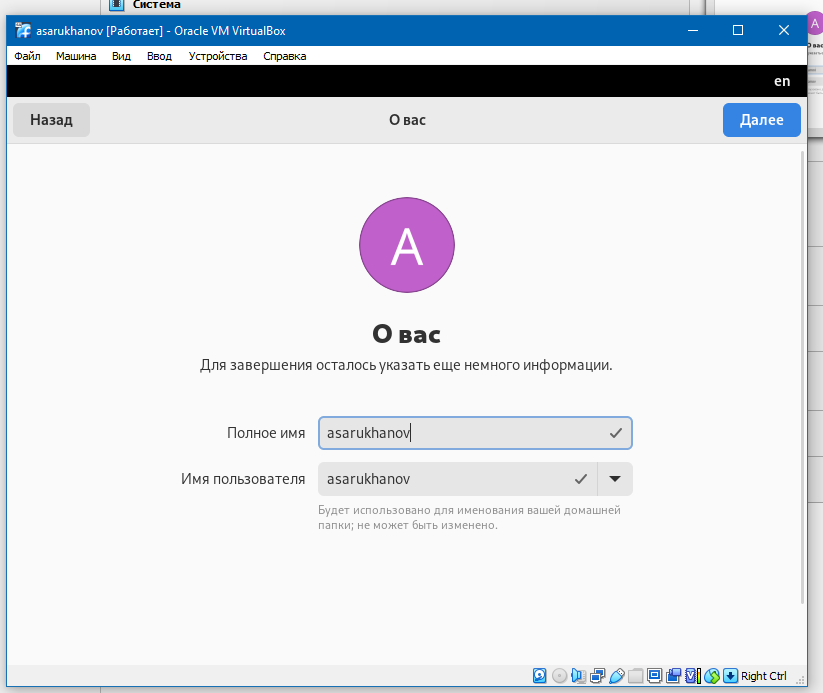 Система
asarukhanov [Работает] - Oracle VM VirtualBox
Файл Машина Вид Ввод Устройства Справка
en
Назад О вас Далее
A
О вас
Для завершения осталось указать еще немного информации.
Полное имя asarukhanov
Имя пользователя asarukhanov
Будет использовано для именования вашей домашней
папки; не может быть изменено.
Right Ctrl